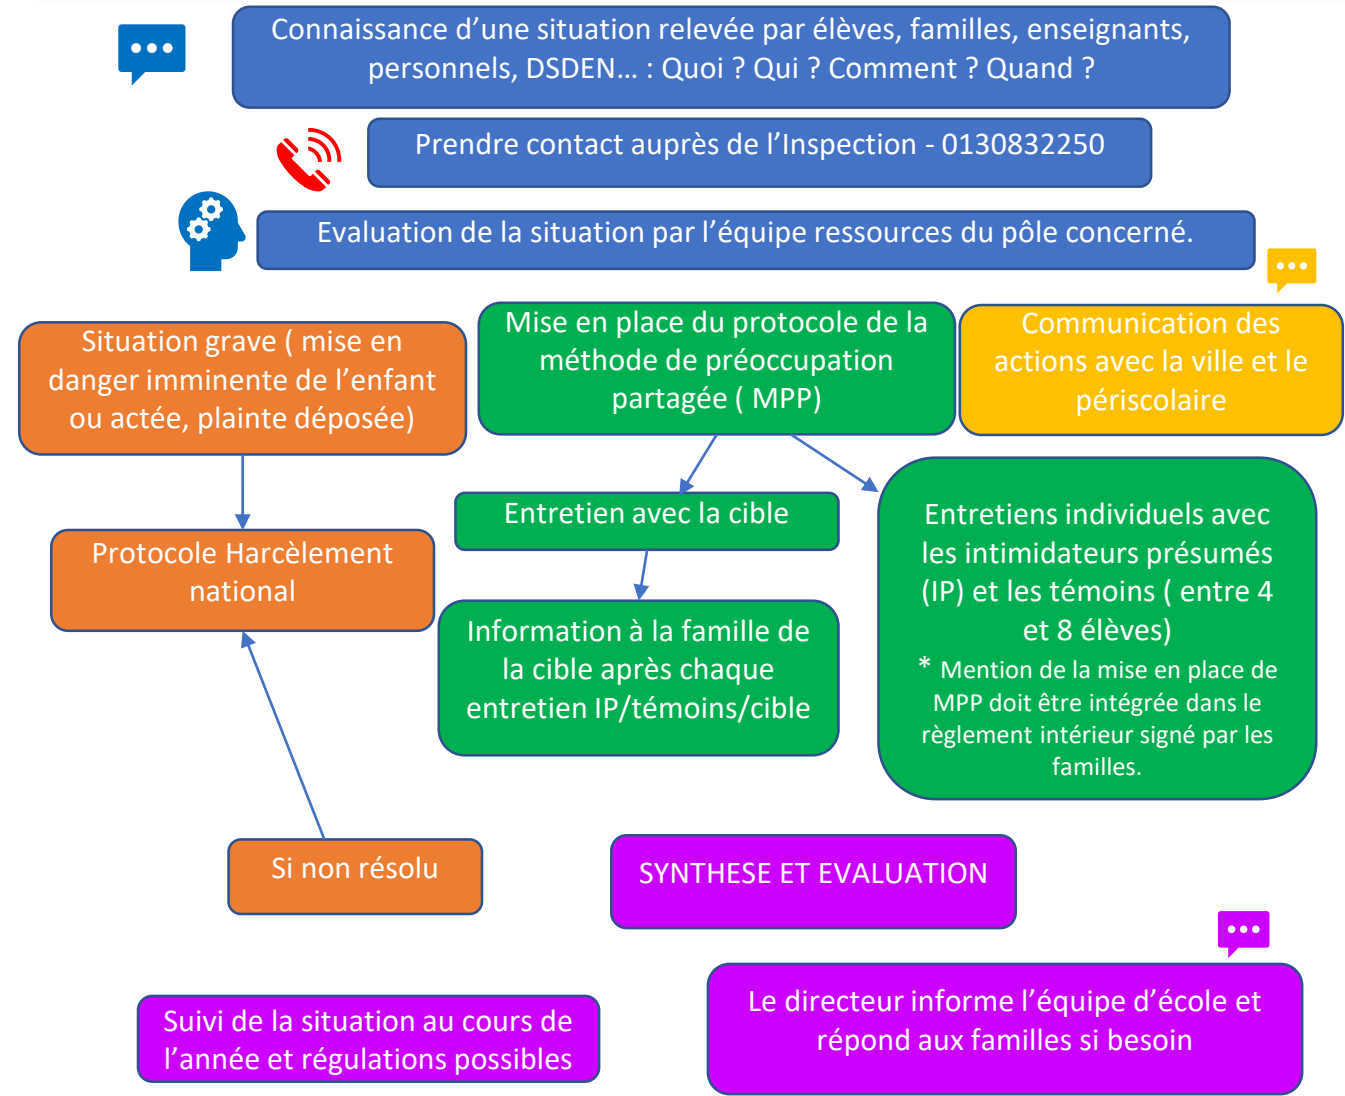 Connaissance d’une situation relevée par élèves, familles, enseignants,
personnels, DSDEN… : Quoi ? Qui ? Comment ? Quand ?
Prendre contact auprès de l’Inspection - 0130832250
Evaluation de la situation par l’équipe ressources du pôle concerné.
Situation grave ( mise en
danger imminente de l’enfant
ou actée, plainte déposée)
Mise en place du protocole de la
méthode de préoccupation
partagée ( MPP)
Communication des
actions avec la ville et le
périscolaire
Protocole Harcèlement
national
Entretien avec la cible
Information à la famille de
la cible après chaque
entretien IP/témoins/cible
Entretiens individuels avec
les intimidateurs présumés
(IP) et les témoins ( entre 4
et 8 élèves)
* Mention de la mise en place de
MPP doit être intégrée dans le
règlement intérieur signé par les
familles.
Si non résolu
SYNTHESE ET EVALUATION
Suivi de la situation au cours de
l’année et régulations possibles
Le directeur informe l’équipe d’école et
répond aux familles si besoin